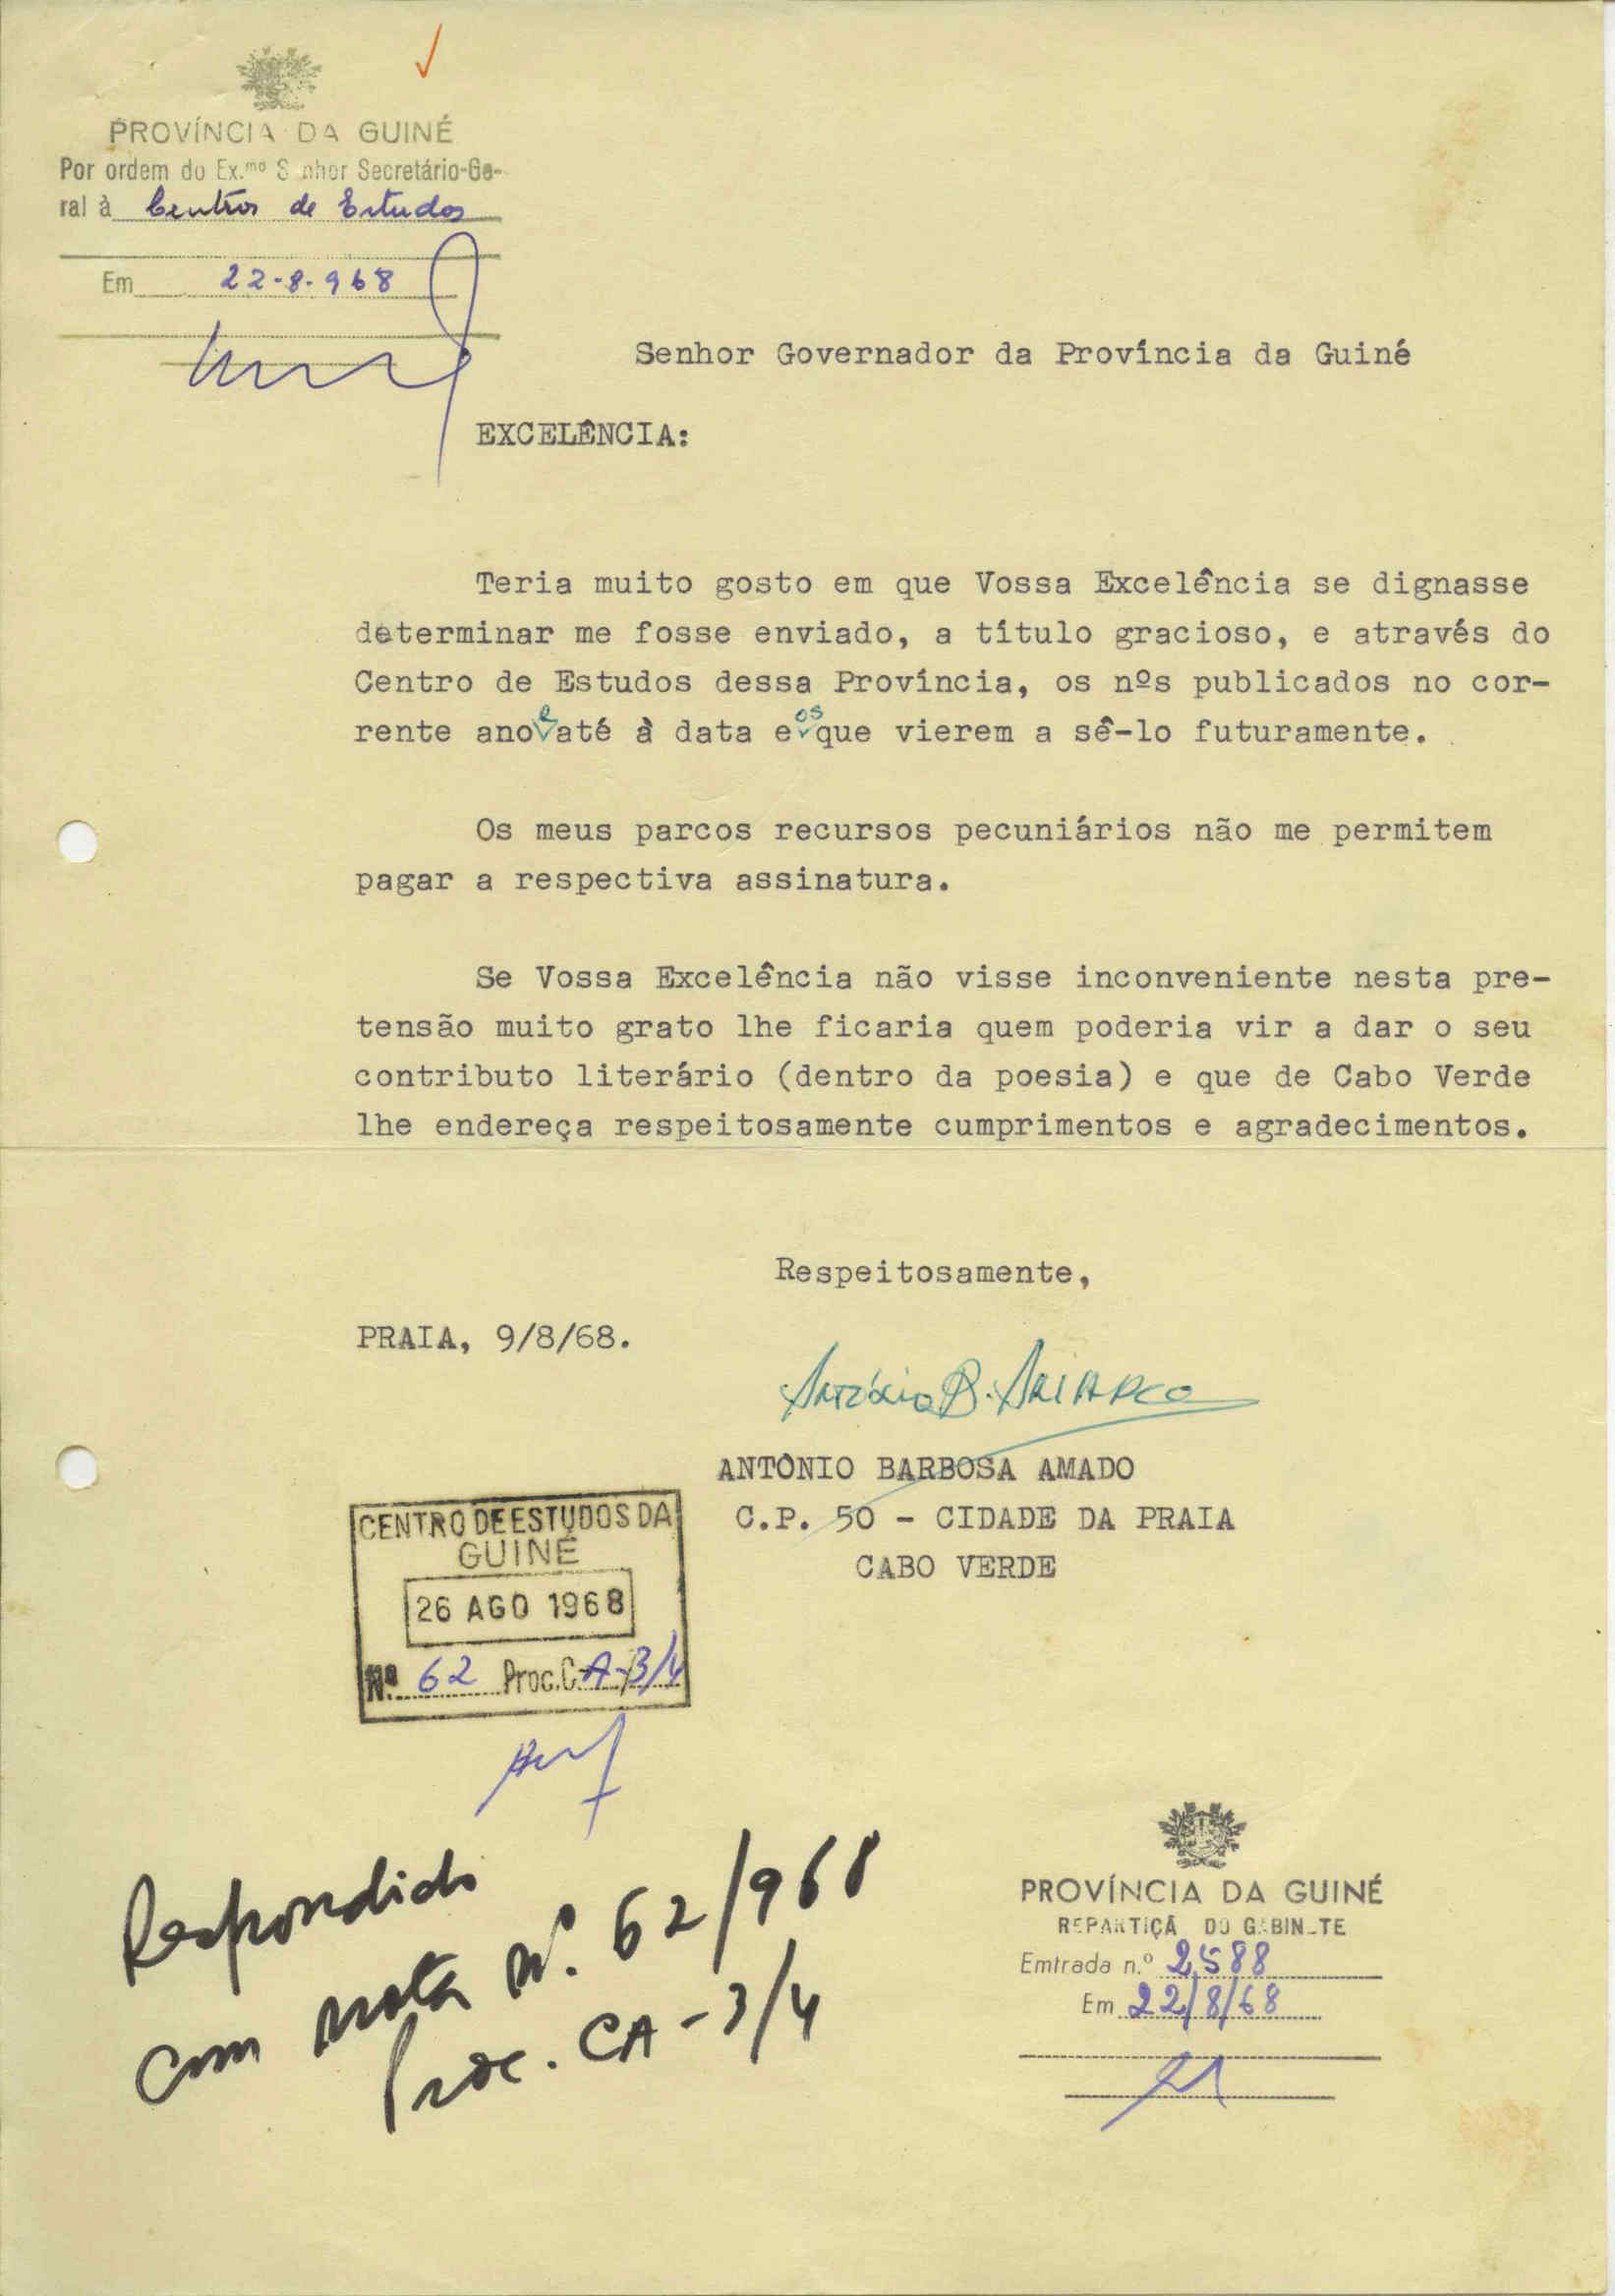 PROVÍNCIA DA GUINÉ
Por ordem do Ex.mo Senhor Secretário-Ge-
ral à Centros de Estudos
Em 22-8-968
Senhor Governador da Província da Guiné
EXCELÊNCIA:
Teria muito gosto em que Vossa Excelência se dignasse
determinar me fosse enviado, a título gracioso, e através do
Centro de Estudos dessa Província, os nºs publicados no cor-
rente ano e até à data e os que vierem a sê-lo futuramente.
Os meus parcos recursos pecuniários não me permitem
pagar a respectiva assinatura.
Se Vossa Excelência não visse inconveniente nesta pre-
tensão muito grato lhe ficaria quem poderia vir a dar o seu
contributo literário (dentro da poesia) e que de Cabo Verde
lhe endereça respeitosamente cumprimentos e agradecimentos.
Respeitosamente,
PRAIA, 9/8/68.
António B. Amado
ANTÓNIO BARBOSA AMADO
C.P. 50 - CIDADE DA PRAIA
CABO VERDE
CENTRO DE ESTUDOS DA
GUINÉ
26 AGO 1968
Nº 62 Proc. C-A-3/4
Respondido
com nota nº. 62/968
Proc. CA-3/4
PROVÍNCIA DA GUINÉ
REPARTIÇÃO DO GABINETE
Entrada n.º 2588
Em 22/8/68